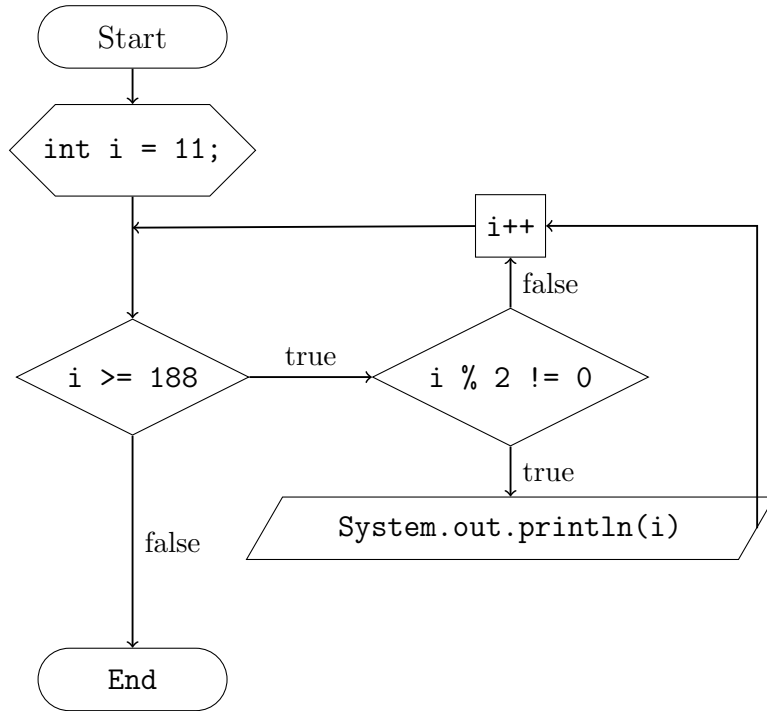 Start
int i = 11;
i++
false
i >= 188
true
i % 2 != 0
true
System.out.println(i)
false
End